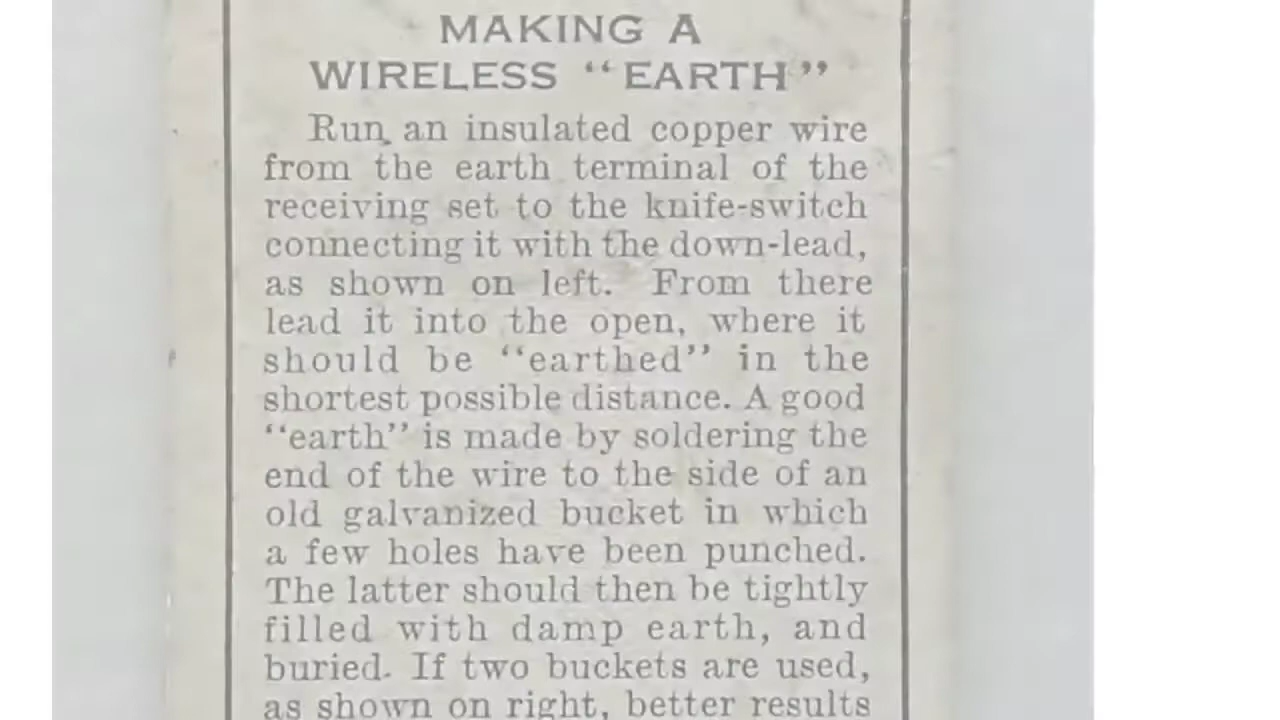 MAKING A
WIRELESS “EARTH”
Run an insulated copper wire
from the earth terminal of the
receiving set to the knife-switch
connecting it with the down-lead,
as shown on left. From there
lead it into the open, where it
should be “earthed” in the
shortest possible distance. A good
“earth” is made by soldering the
end of the wire to the side of an
old galvanized bucket in which
a few holes have been punched.
The latter should then be tightly
filled with damp earth, and
buried. If two buckets are used,
as shown on right, better results